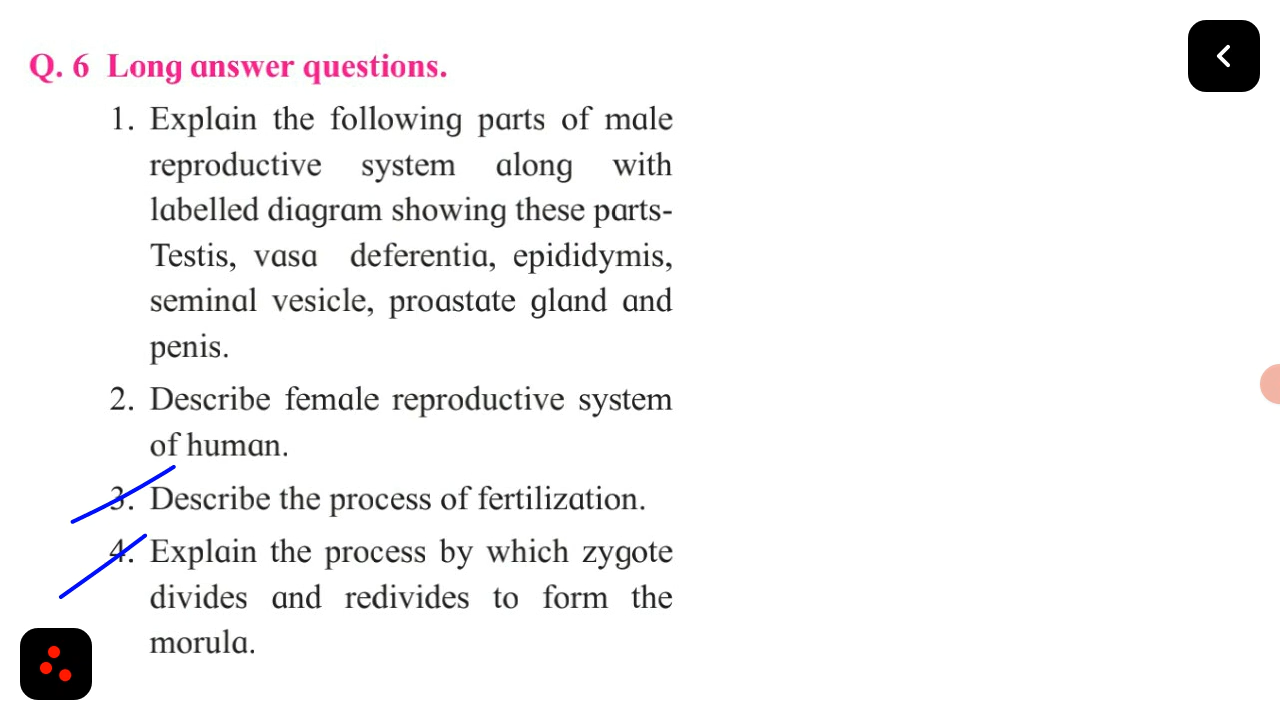 Q. 6 Long answer questions.
1. Explain the following parts of male
reproductive system along with
labelled diagram showing these parts-
Testis, vasa deferentia, epididymis,
seminal vesicle, proastate gland and
penis.
2. Describe female reproductive system
of human.
3. Describe the process of fertilization.
4. Explain the process by which zygote
divides and redivides to form the
morula.